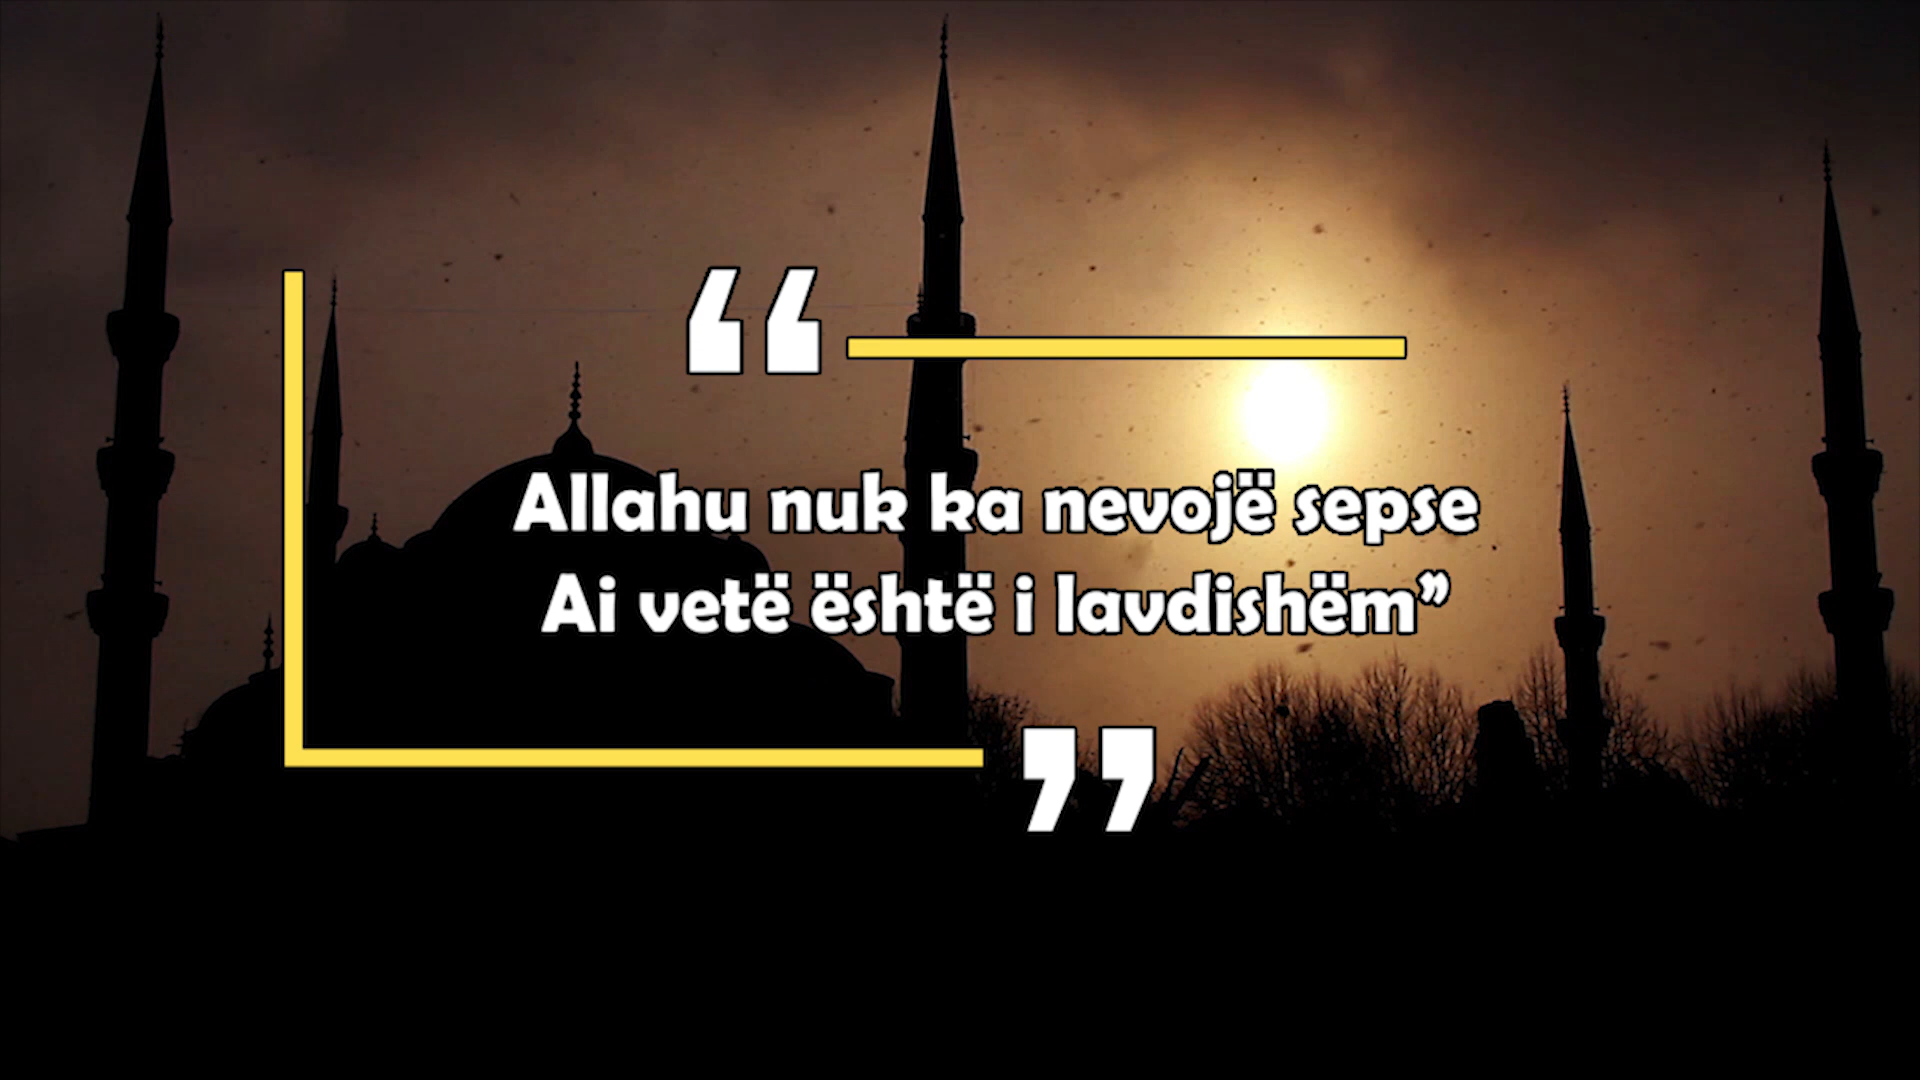 “
Allahu nuk ka nevojë sepse
Ai vetë është i lavdishëm”
”